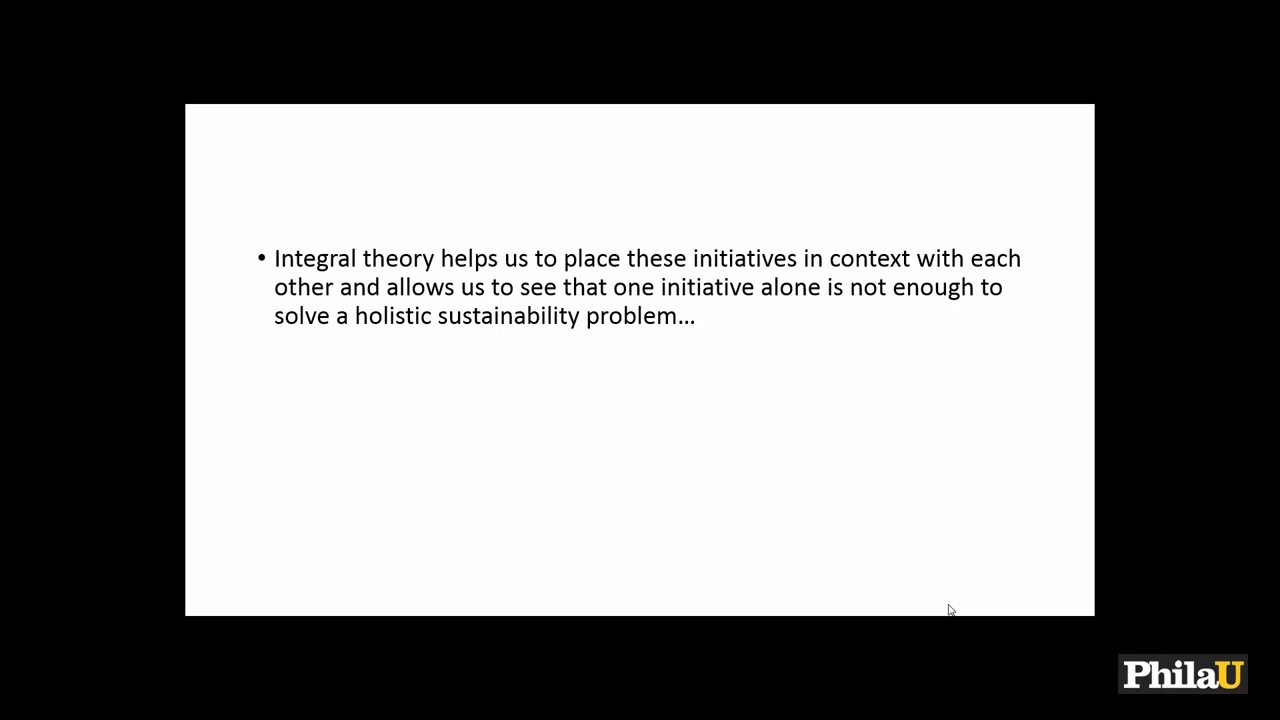 • Integral theory helps us to place these initiatives in context with each
other and allows us to see that one initiative alone is not enough to
solve a holistic sustainability problem…
PhilaU